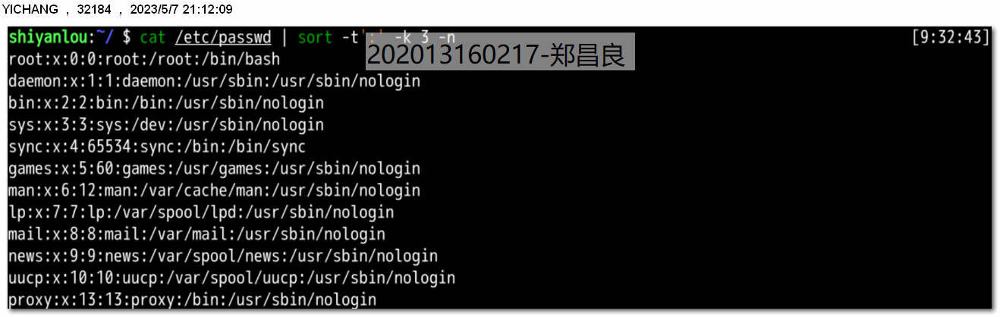 YICHANG , 32184 , 2023/5/7 21:12:09
shiyanlou:~/ $ cat /etc/passwd | sort -t':' -k 3 -n [9:32:43]
202013160217-郑昌良
root:x:0:0:root:/root:/bin/bash
daemon:x:1:1:daemon:/usr/sbin:/usr/sbin/nologin
bin:x:2:2:bin:/bin:/usr/sbin/nologin
sys:x:3:3:sys:/dev:/usr/sbin/nologin
sync:x:4:65534:sync:/bin:/bin/sync
games:x:5:60:games:/usr/games:/usr/sbin/nologin
man:x:6:12:man:/var/cache/man:/usr/sbin/nologin
lp:x:7:7:lp:/var/spool/lpd:/usr/sbin/nologin
mail:x:8:8:mail:/var/mail:/usr/sbin/nologin
news:x:9:9:news:/var/spool/news:/usr/sbin/nologin
uucp:x:10:10:uucp:/var/spool/uucp:/usr/sbin/nologin
proxy:x:13:13:proxy:/bin:/usr/sbin/nologin